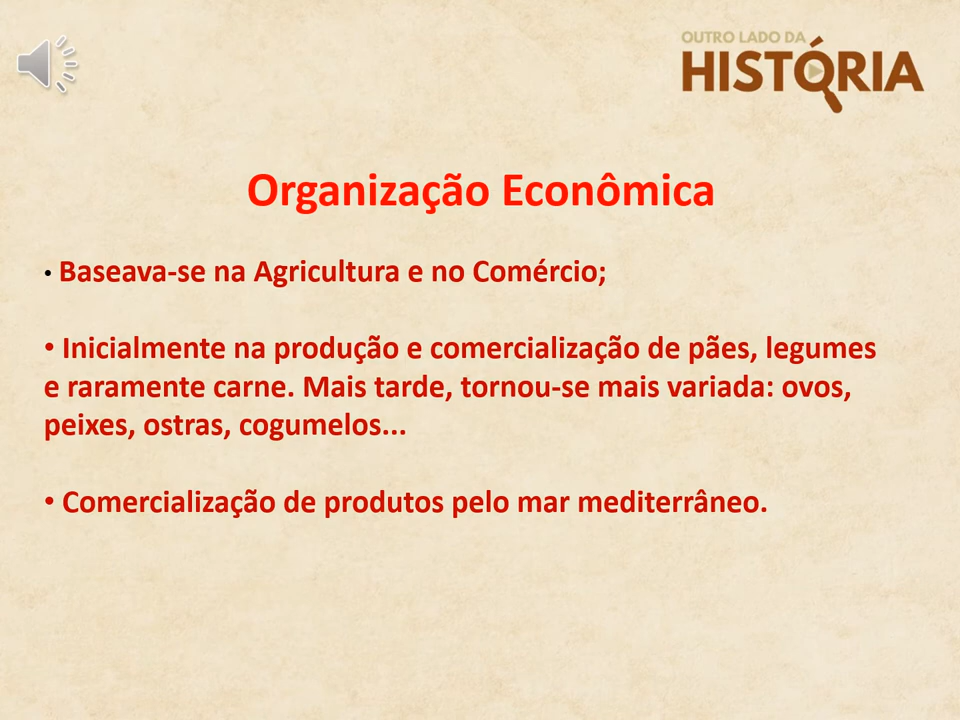 OUTRO LADO DA
HISTÓRIA
Organização Econômica
• Baseava-se na Agricultura e no Comércio;
• Inicialmente na produção e comercialização de pães, legumes
e raramente carne. Mais tarde, tornou-se mais variada: ovos,
peixes, ostras, cogumelos...
• Comercialização de produtos pelo mar mediterrâneo.